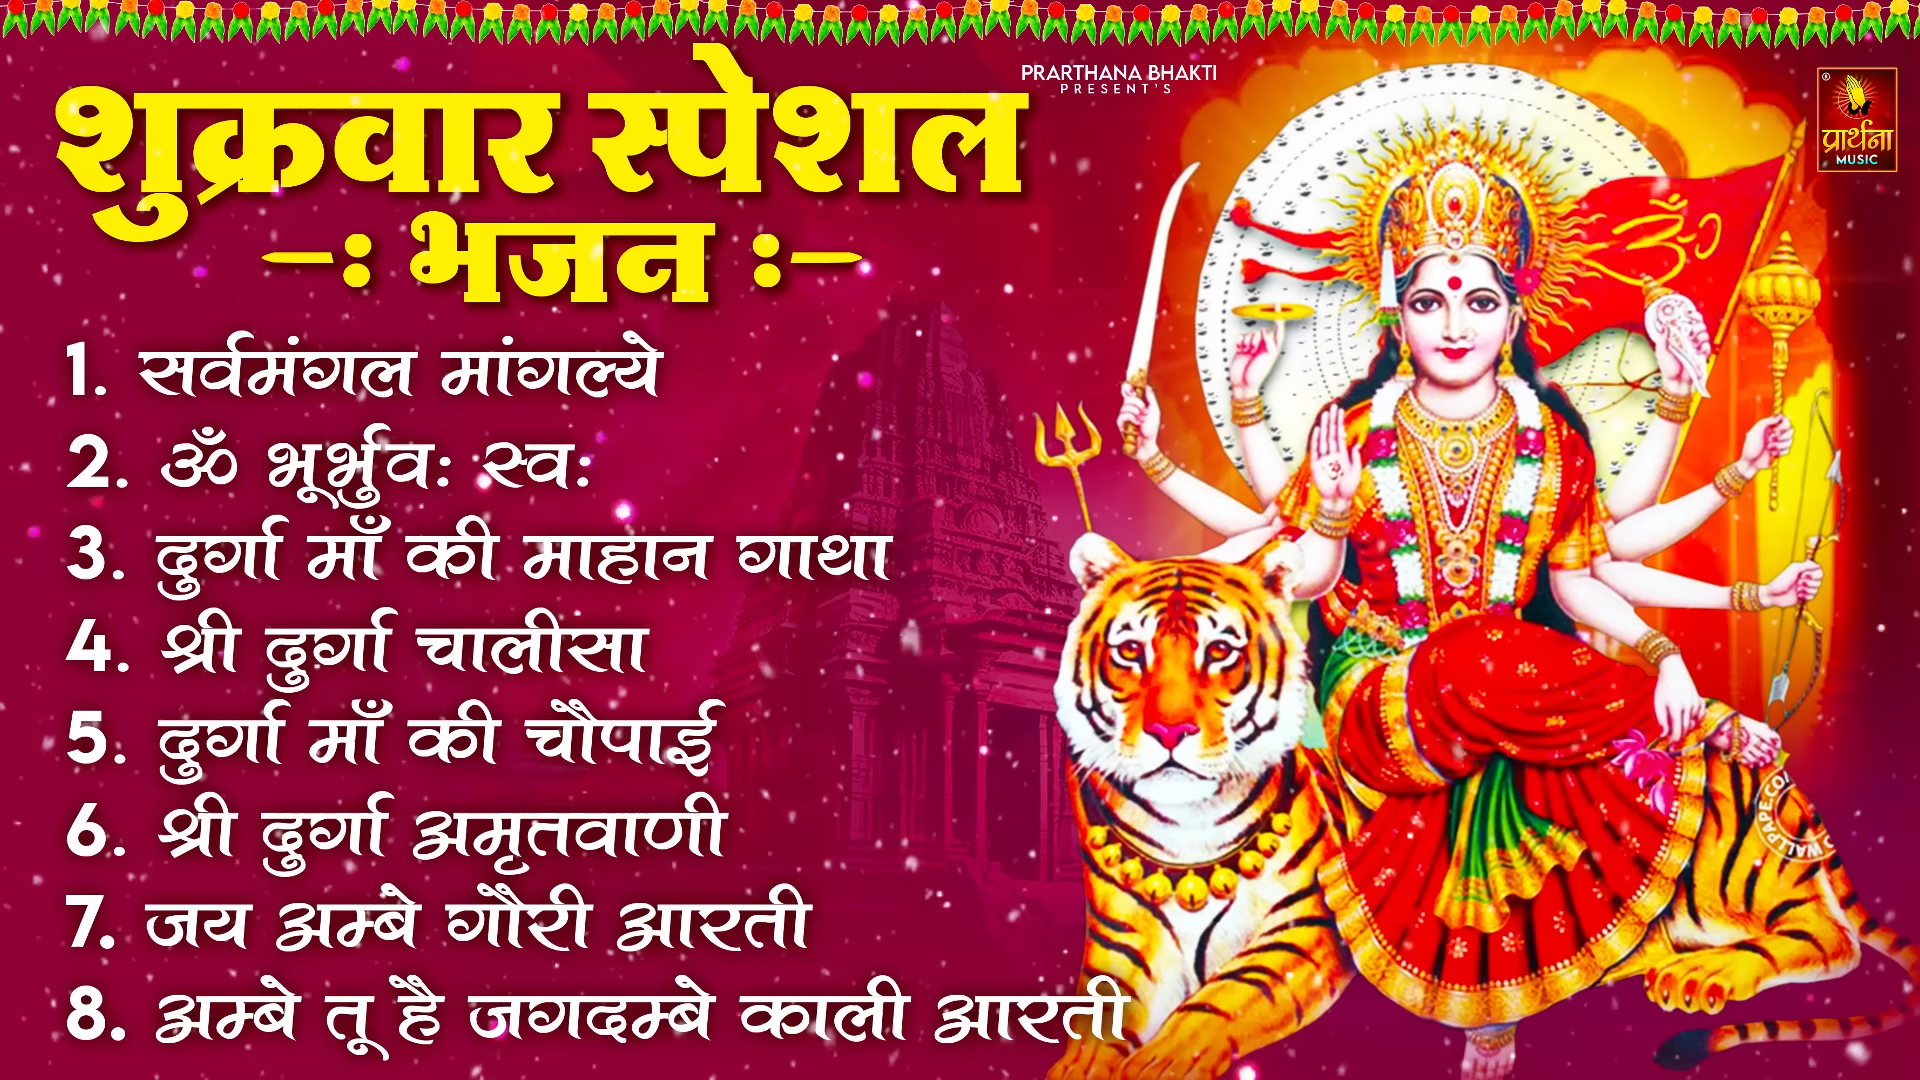 शुक्रवार स्पेशल
-: भजन :-
PRARTHANA BHAKTI
PRESENT'S
®
प्रार्थना
MUSIC
1. सर्वमंगल मांगल्ये
2. ॐ भूर्भुवः स्वः
3. दुर्गा माँ की माहान गाथा
4. श्री दुर्गा चालीसा
5. दुर्गा माँ की चौपाई
6. श्री दुर्गा अमृतवाणी
7. जय अम्बे गौरी आरती
8. अम्बे तू है जगदम्बे काली आरती
ॐ